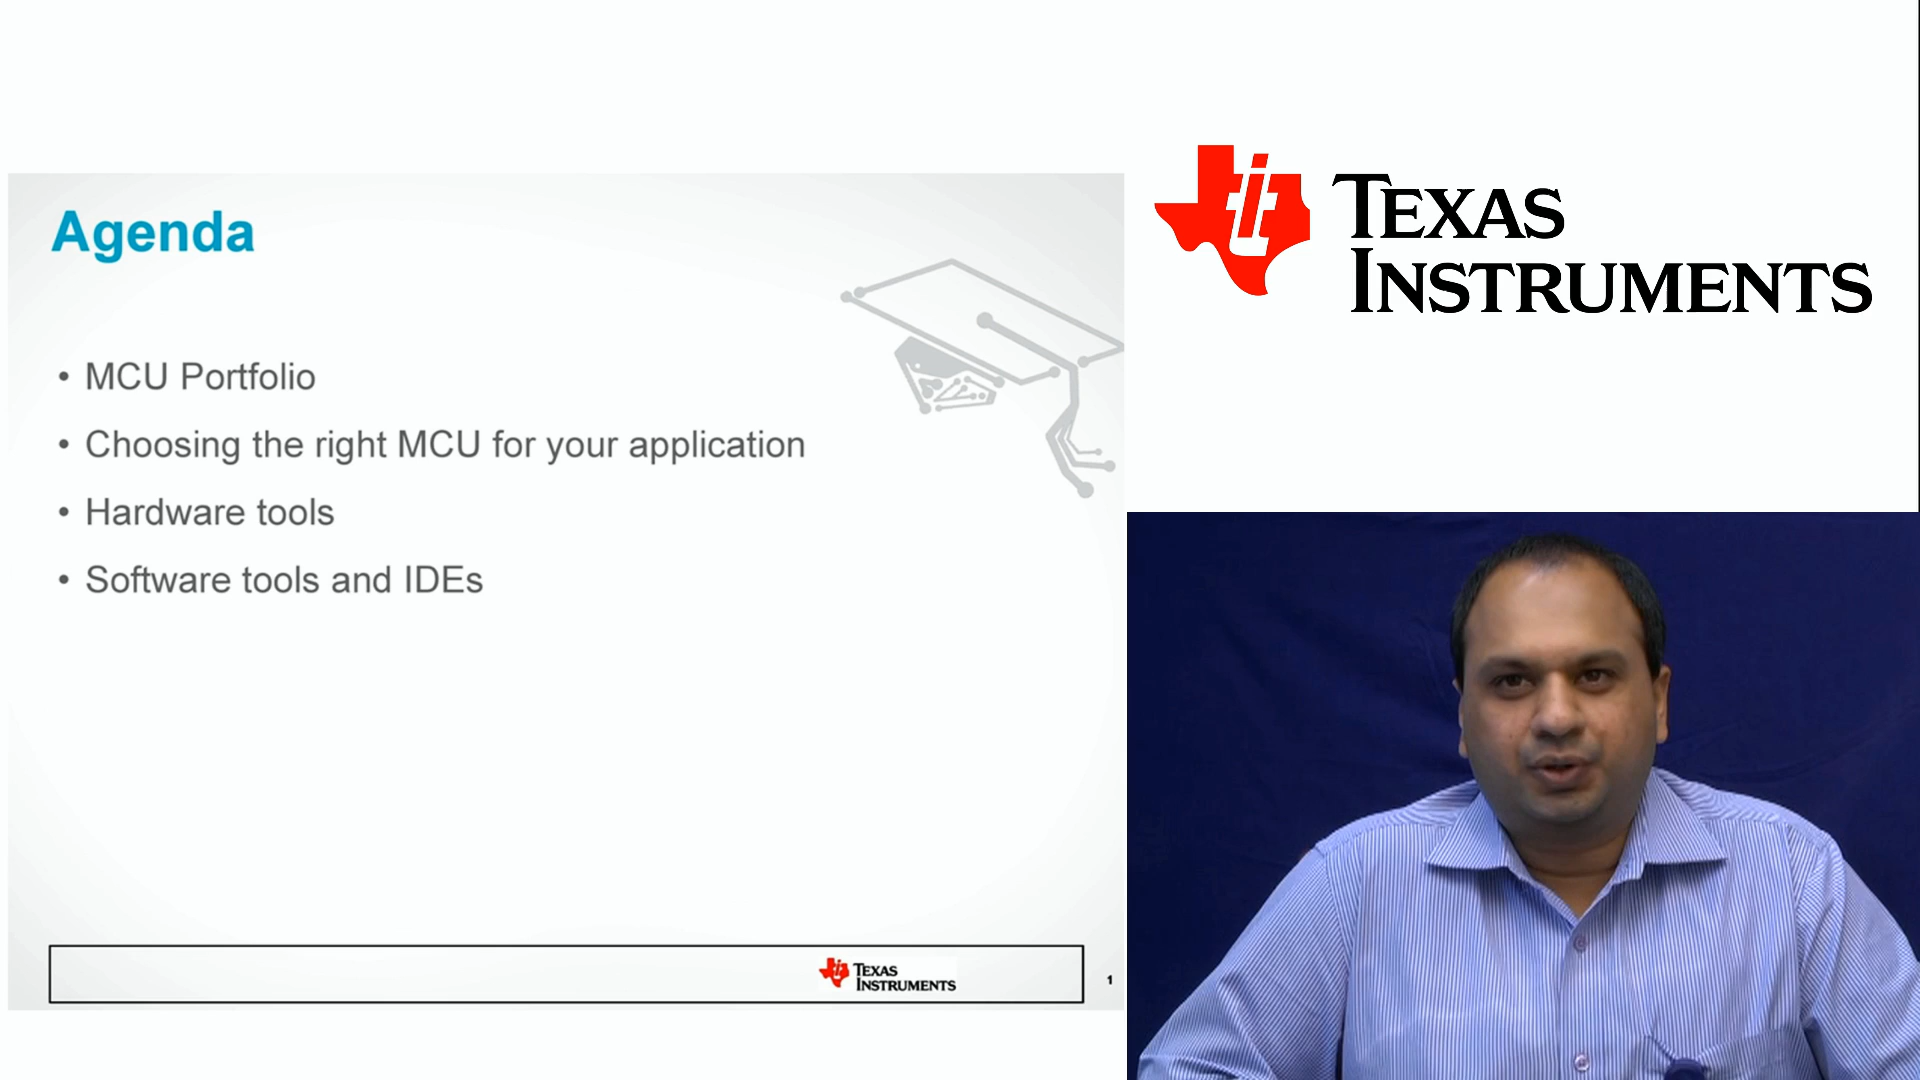 Agenda
• MCU Portfolio
• Choosing the right MCU for your application
• Hardware tools
• Software tools and IDEs
TEXAS
INSTRUMENTS
1
TEXAS
INSTRUMENTS